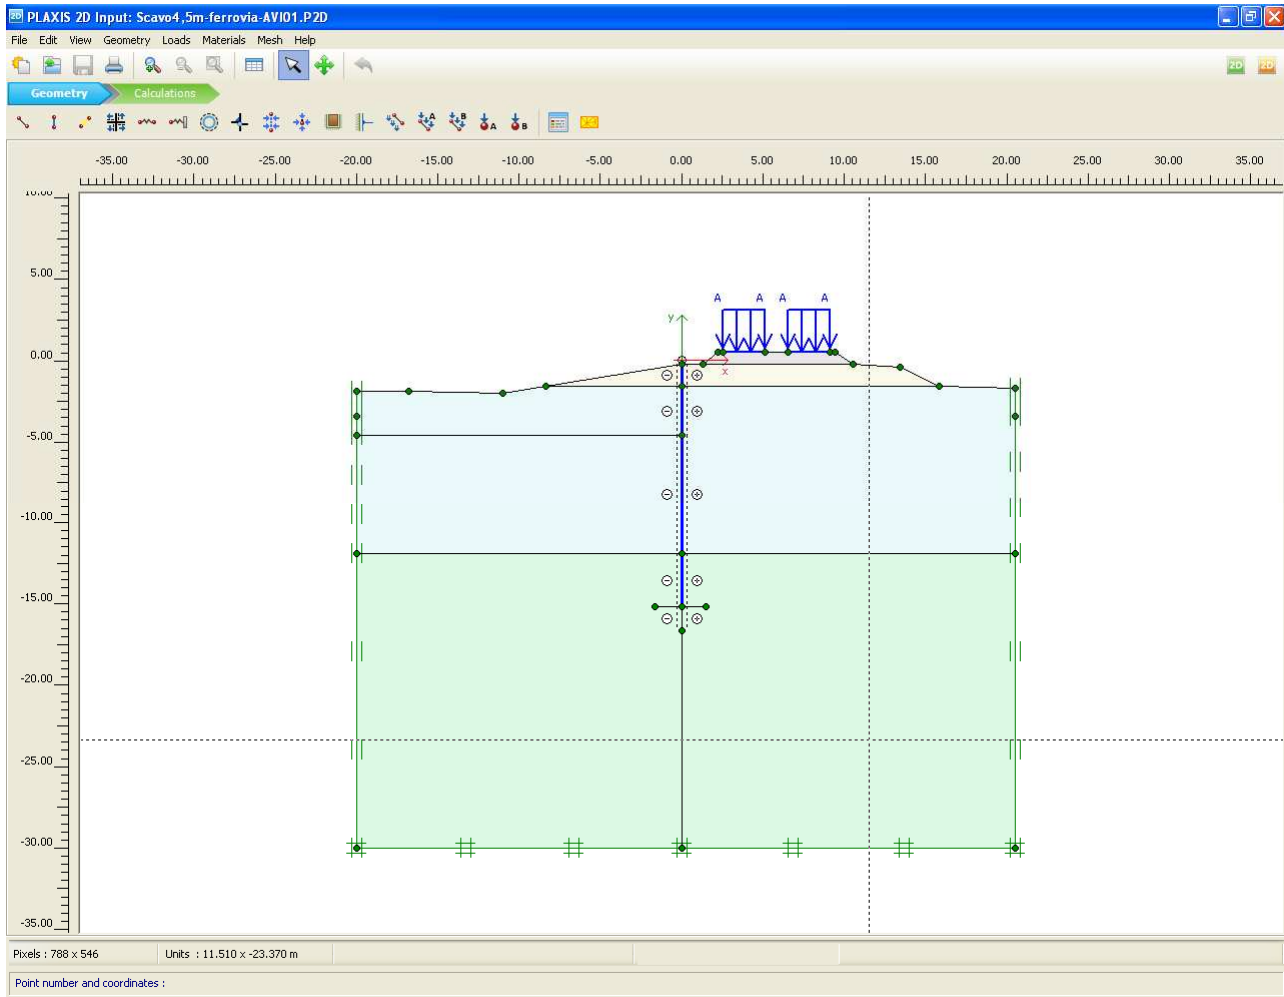 PLAXIS 2D Input: Scavo4,5m-ferrovia-AVI01.P2D
File Edit View Geometry Loads Materials Mesh Help
2D 2D
Geometry Calculations
A B A B
-35.00 -30.00 -25.00 -20.00 -15.00 -10.00 -5.00 0.00 5.00 10.00 15.00 20.00 25.00 30.00 35.00
10.00
5.00
A A A A
y
0.00
x
-5.00
-10.00
-15.00
-20.00
-25.00
-30.00
-35.00
Pixels : 788 x 546 Units : 11.510 x -23.370 m
Point number and coordinates :